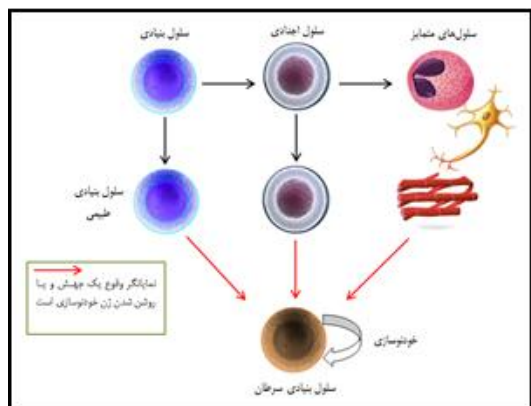 سلول‌های متمایز
سلول اجدادی
سلول بنیادی
سلول بنیادی
طبیعی
نمایانگر وقوع یک جهش و یا
روشن شدن ژن خودنوسازی است
خودنوسازی
سلول بنیادی سرطان